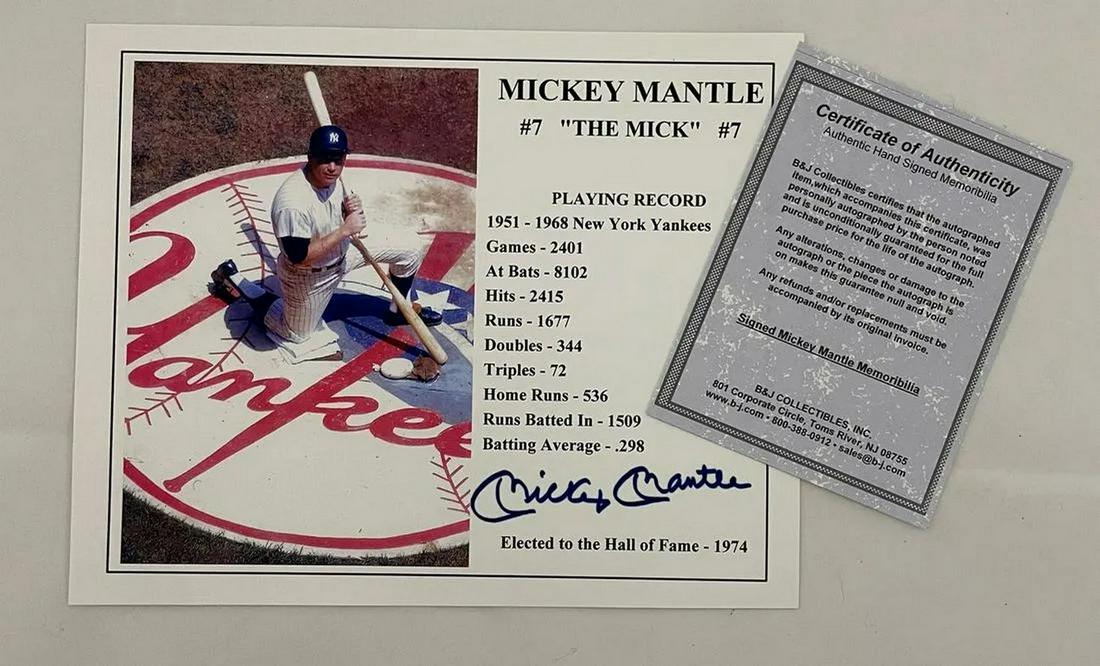 MICKEY MANTLE
#7 "THE MICK" #7
PLAYING RECORD
1951 - 1968 New York Yankees
Games - 2401
At Bats - 8102
Hits - 2415
Runs - 1677
Doubles - 344
Triples - 72
Home Runs - 536
Runs Batted In - 1509
Batting Average - .298
Mickey Mantle
Elected to the Hall of Fame - 1974
NY
Yankee
Certificate of Authenticity
Authentic Hand Signed Memoribilia
B&J Collectibles certifies that the autographed
item,which accompanies this certificate, was
personally autographed by the person noted
and is unconditionally guaranteed for the full
purchase price for the life of the autograph.
Any alterations, changes or damage to the
autograph or the piece the autograph is
on makes this guarantee null and void.
Any refunds and/or replacements must be
accompanied by its original invoice.
Signed Mickey Mantle Memorbilia
B&J COLLECTIBLES, INC.
801 Corporate Circle, Toms River, NJ 08755
www.b-j.com • 800-388-0912 • sales@b-j.com